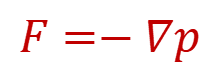 F = − ∇p